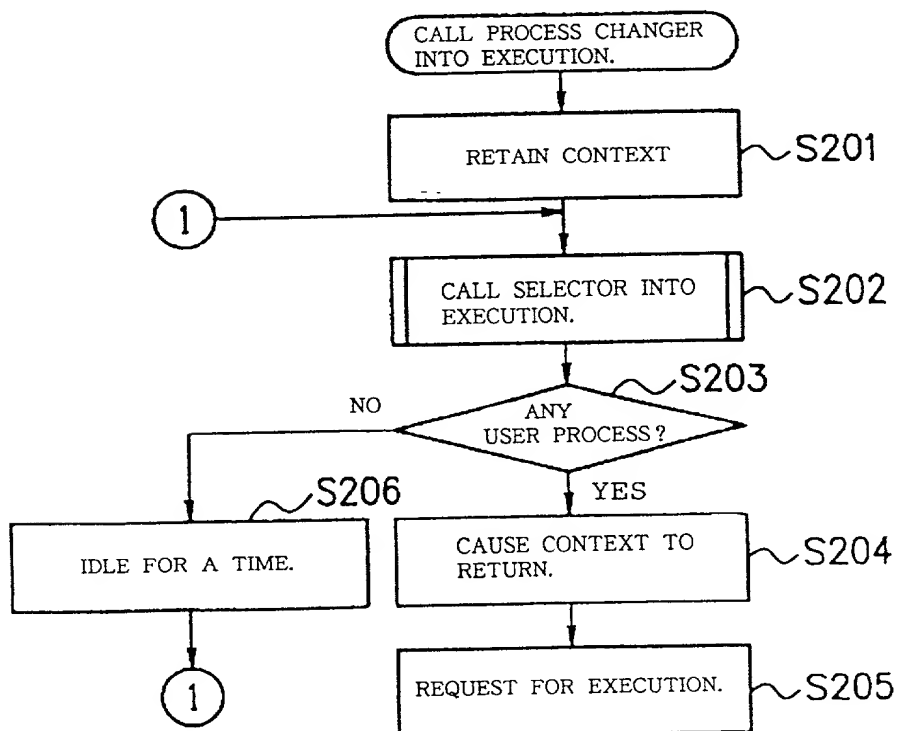 CALL PROCESS CHANGER
INTO EXECUTION.
RETAIN CONTEXT
S201
1
CALL SELECTOR INTO
EXECUTION.
S202
S203
ANY
USER PROCESS?
NO
YES
S206
IDLE FOR A TIME.
CAUSE CONTEXT TO
RETURN.
S204
1
REQUEST FOR EXECUTION.
S205